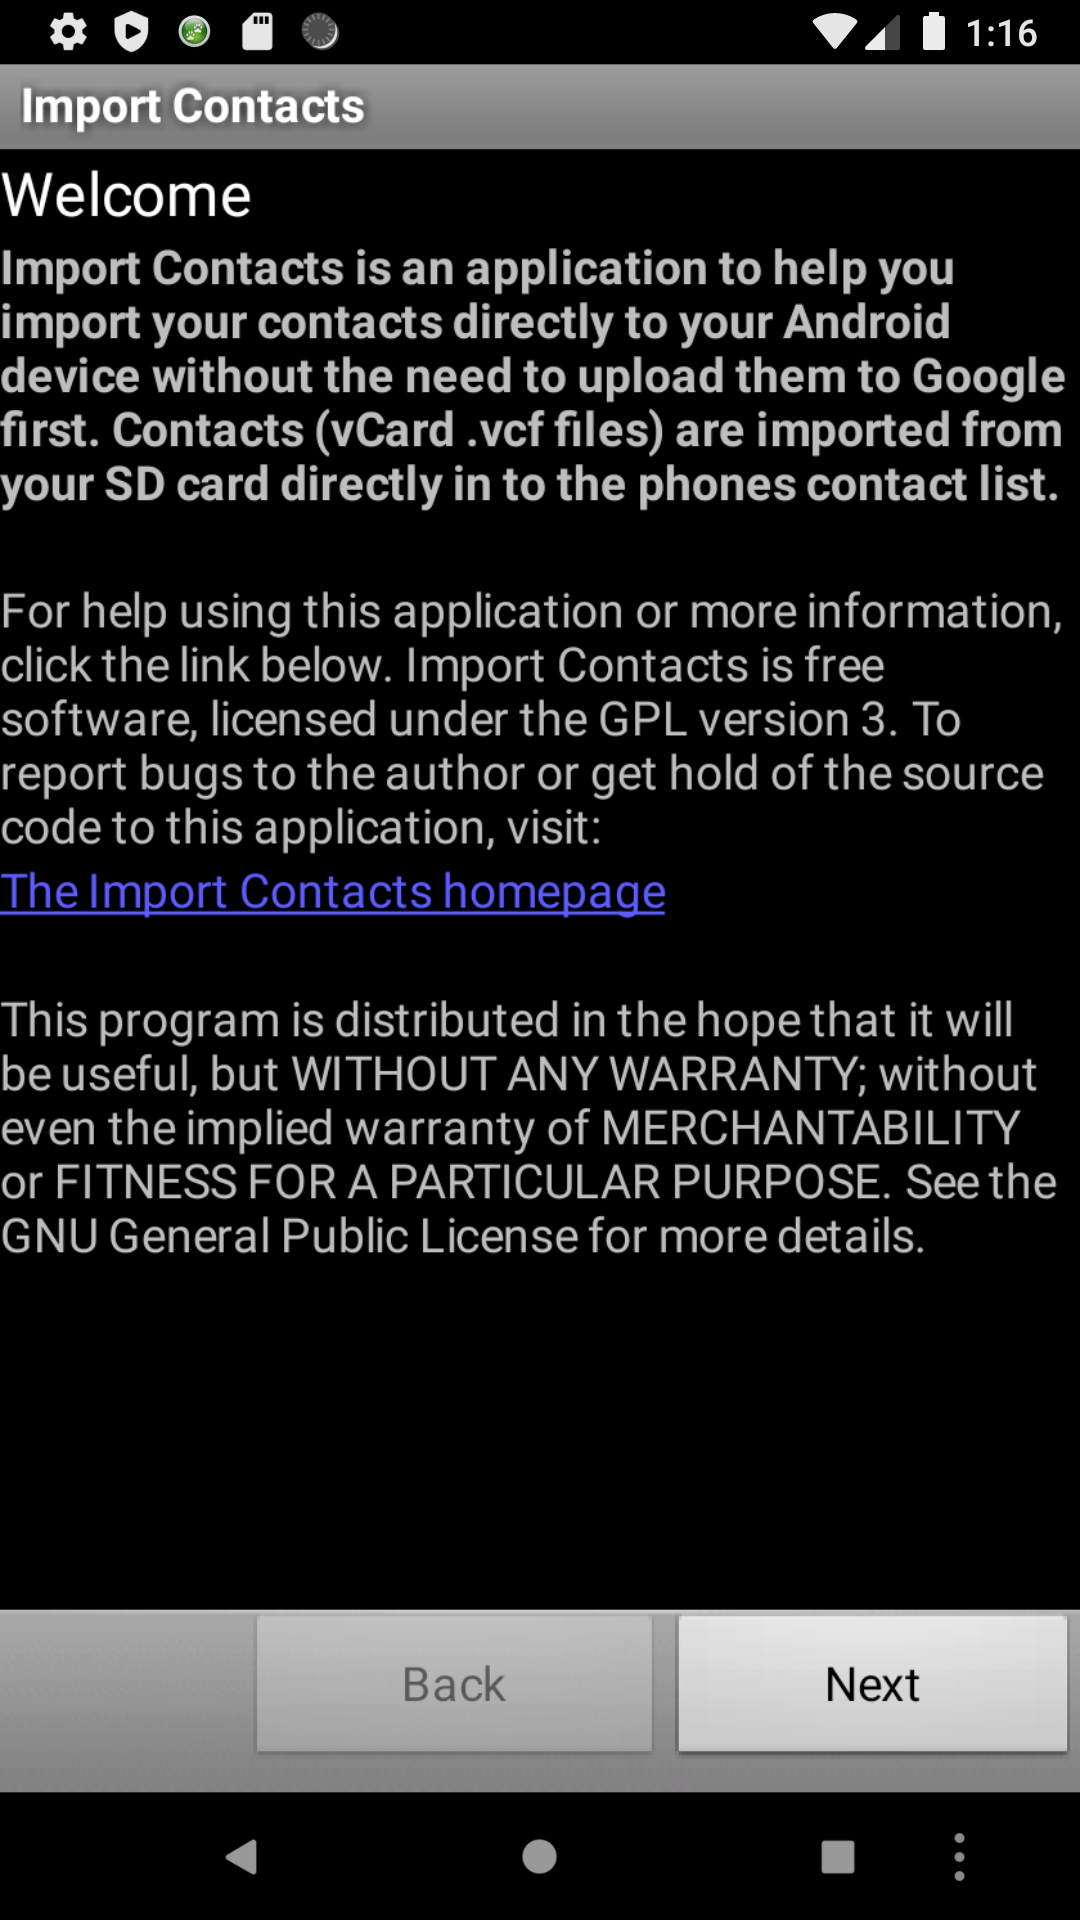 1:16
Import Contacts
Welcome
Import Contacts is an application to help you
import your contacts directly to your Android
device without the need to upload them to Google
first. Contacts (vCard .vcf files) are imported from
your SD card directly in to the phones contact list.
For help using this application or more information,
click the link below. Import Contacts is free
software, licensed under the GPL version 3. To
report bugs to the author or get hold of the source
code to this application, visit:
The Import Contacts homepage
This program is distributed in the hope that it will
be useful, but WITHOUT ANY WARRANTY; without
even the implied warranty of MERCHANTABILITY
or FITNESS FOR A PARTICULAR PURPOSE. See the
GNU General Public License for more details.
Back
Next